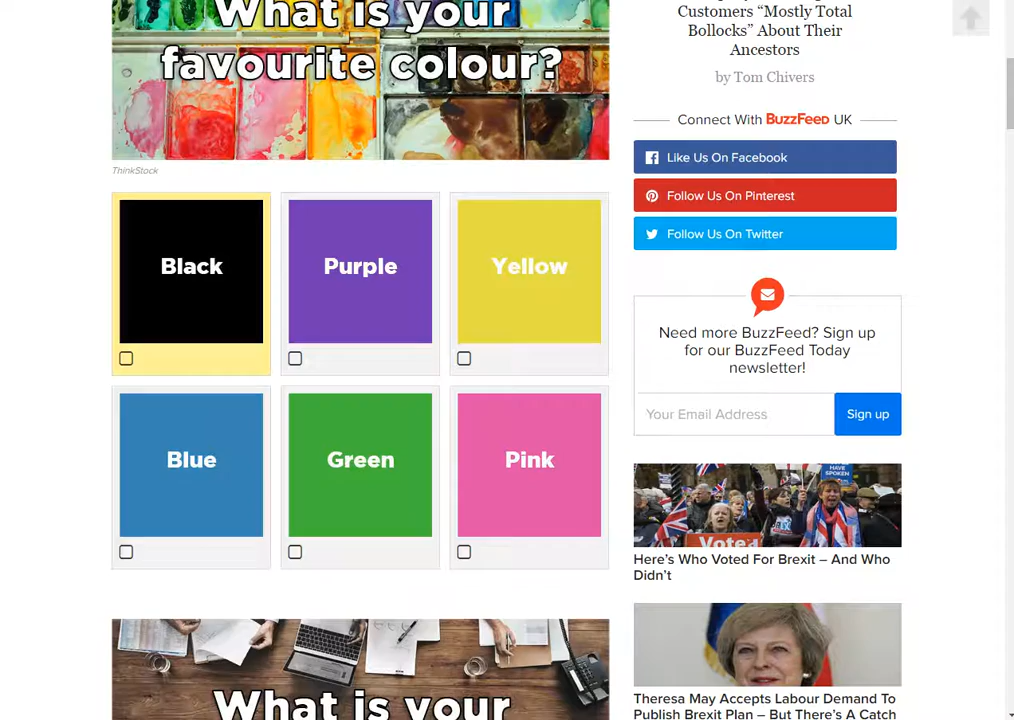 What is your
favourite colour?
ThinkStock
Black
Purple
Yellow
Blue
Green
Pink
What is your
Customers “Mostly Total
Bollocks” About Their
Ancestors
by Tom Chivers
Connect With BuzzFeed UK
Like Us On Facebook
Follow Us On Pinterest
Follow Us On Twitter
Need more BuzzFeed? Sign up
for our BuzzFeed Today
newsletter!
Your Email Address
Sign up
HAVE
SPOKEN
Voted
Here’s Who Voted For Brexit – And Who
Didn’t
Theresa May Accepts Labour Demand To
Publish Brexit Plan – But There’s A Catch